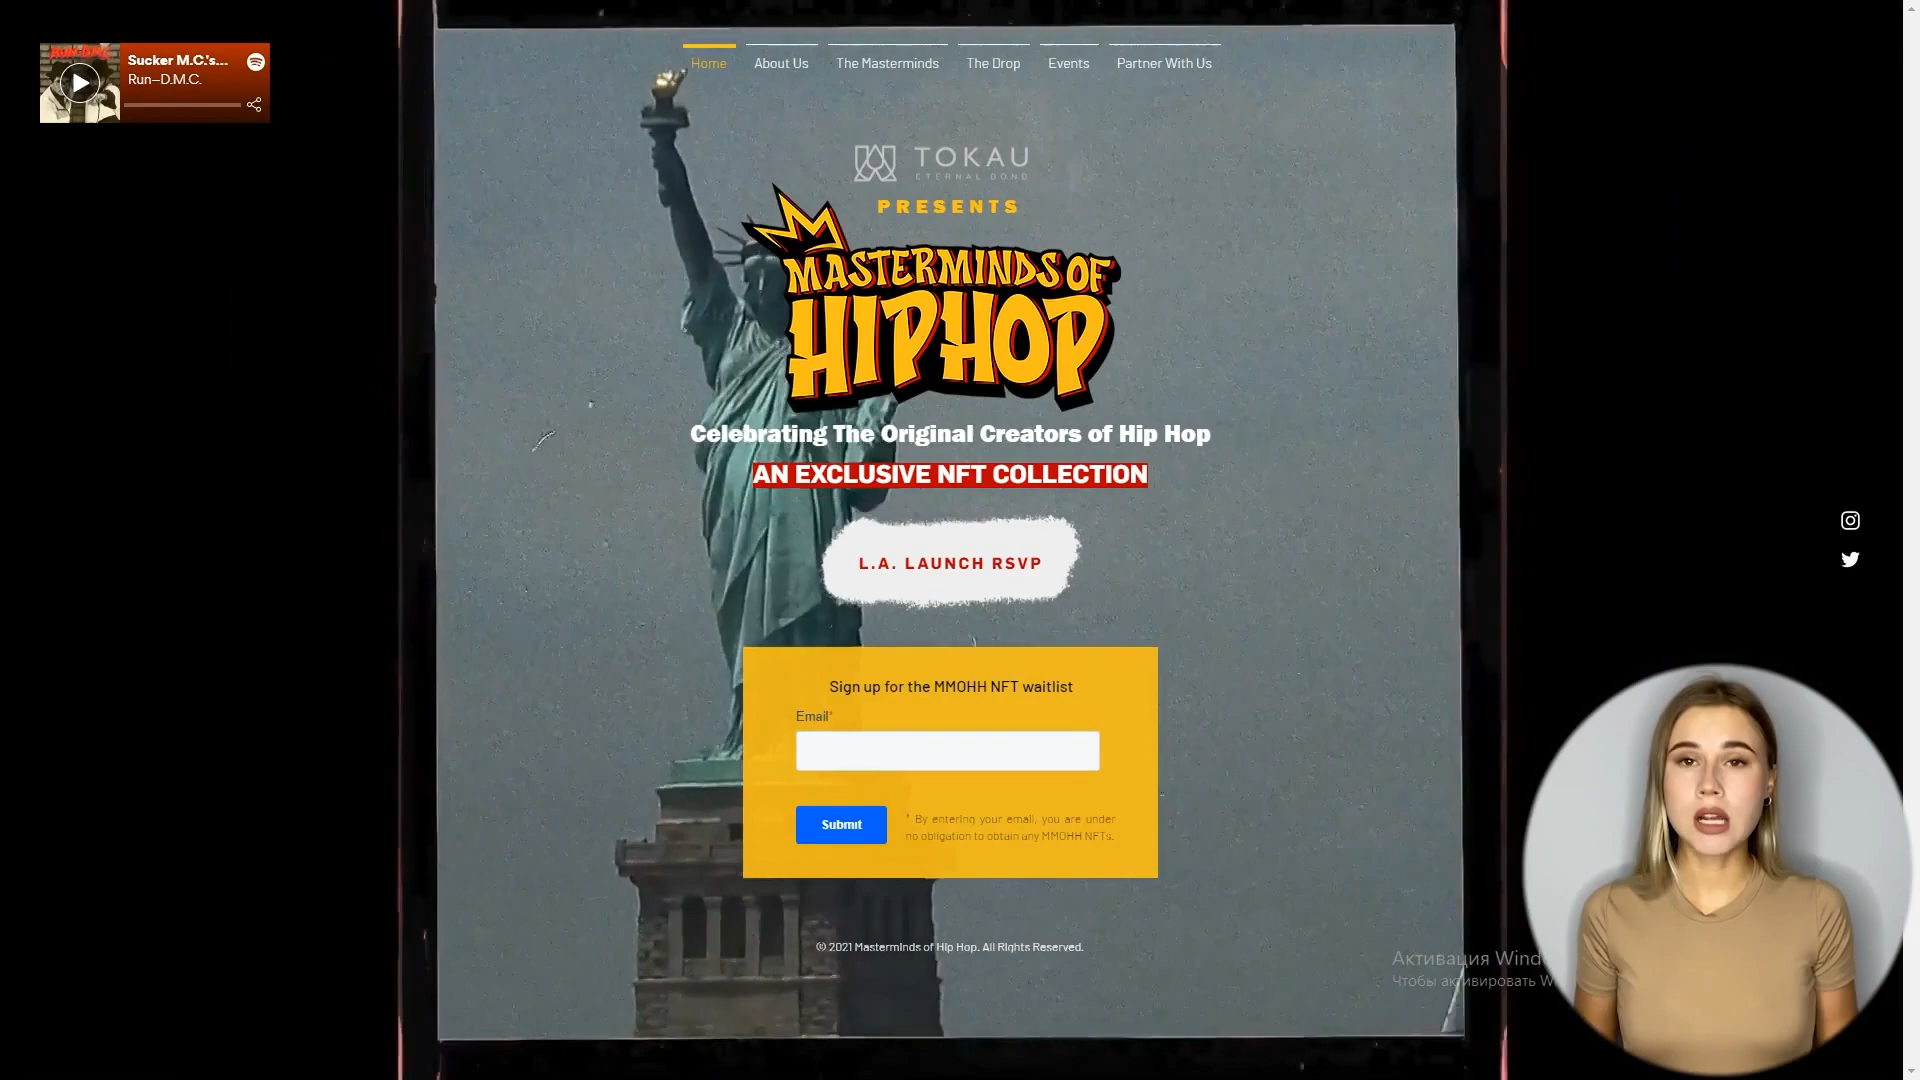 RUN-D.M.C.
Sucker M.C.'s...
Run–D.M.C.
Home
About Us
The Masterminds
The Drop
Events
Partner With Us
TOKAU
ETERNAL BOND
PRESENTS
MASTERMINDS OF
HIP HOP
Celebrating The Original Creators of Hip Hop
AN EXCLUSIVE NFT COLLECTION
L.A. LAUNCH RSVP
Sign up for the MMOHH NFT waitlist
Email*
Submit
* By entering your email, you are under
no obligation to obtain any MMOHH NFTs.
© 2021 Masterminds of Hip Hop. All Rights Reserved.
Активация Wind
Чтобы активировать W